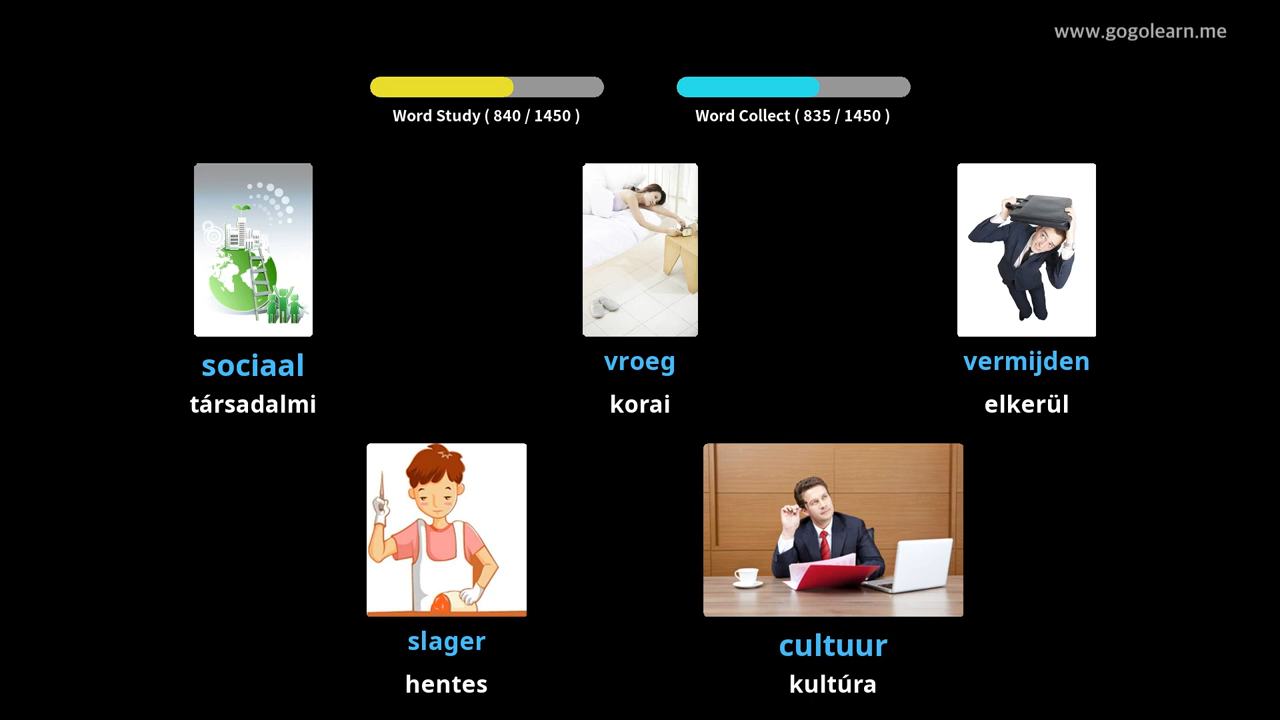 www.gogolearn.me
Word Study ( 840 / 1450 )
Word Collect ( 835 / 1450 )
sociaal
vroeg
vermijden
társadalmi
korai
elkerül
slager
cultuur
hentes
kultúra